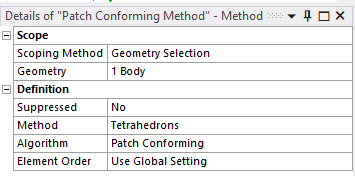 Details of "Patch Conforming Method" - Method
Scope
Scoping Method Geometry Selection
Geometry 1 Body
Definition
Suppressed No
Method Tetrahedrons
Algorithm Patch Conforming
Element Order Use Global Setting